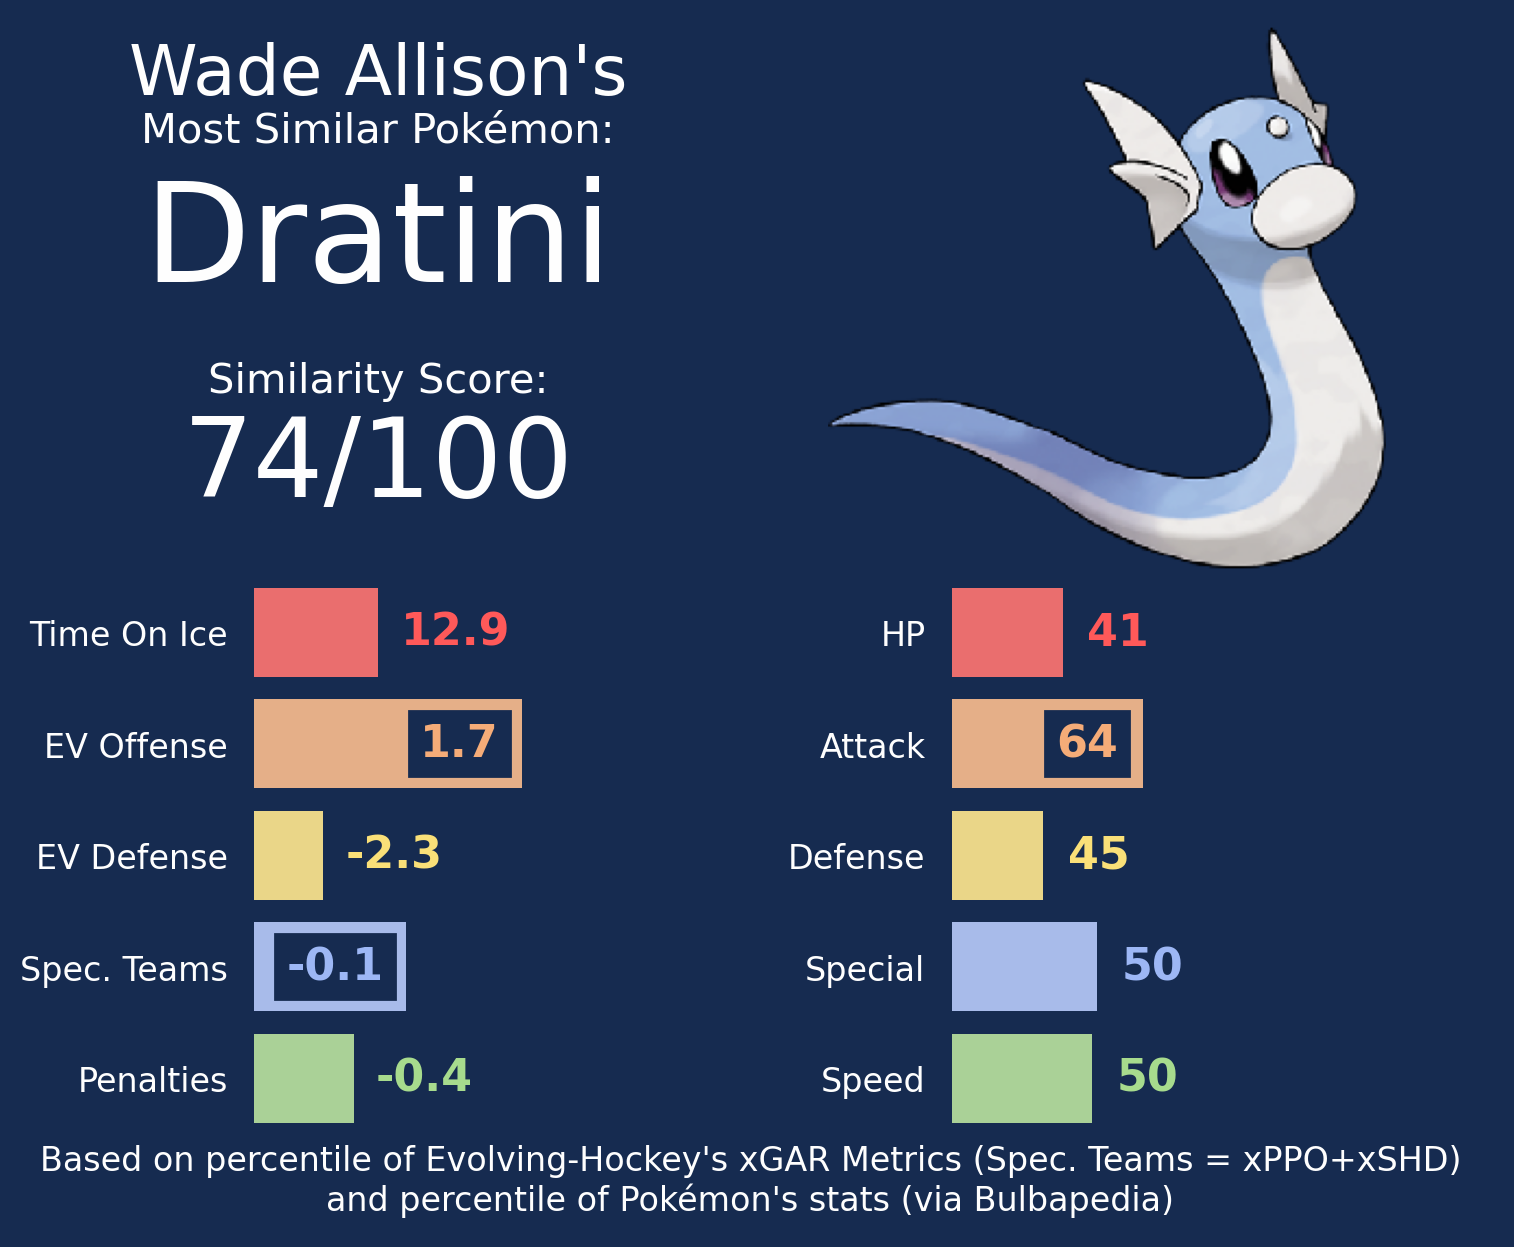 Wade Allison's
Most Similar Pokémon:
Dratini
Similarity Score:
74/100
Time On Ice 12.9
EV Offense 1.7
EV Defense -2.3
Spec. Teams -0.1
Penalties -0.4
HP 41
Attack 64
Defense 45
Special 50
Speed 50
Based on percentile of Evolving-Hockey's xGAR Metrics (Spec. Teams = xPPO+xSHD)
and percentile of Pokémon's stats (via Bulbapedia)